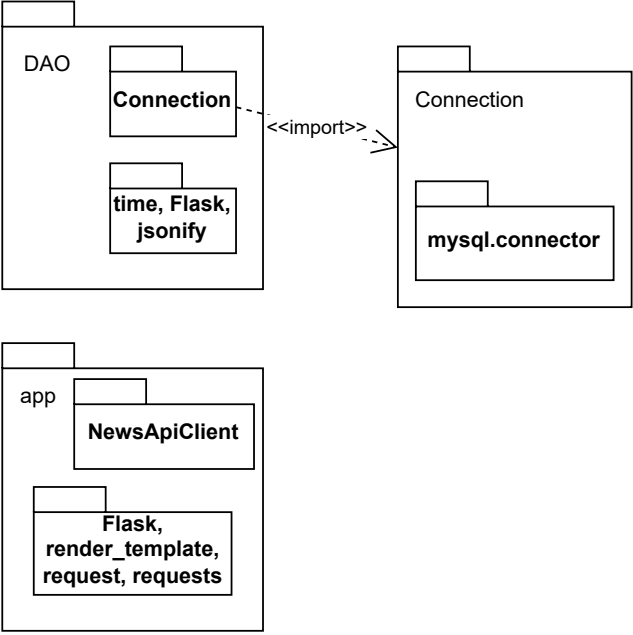 DAO
Connection
time, Flask,
jsonify
<<import>>
Connection
mysql.connector
app
NewsApiClient
Flask,
render_template,
request, requests